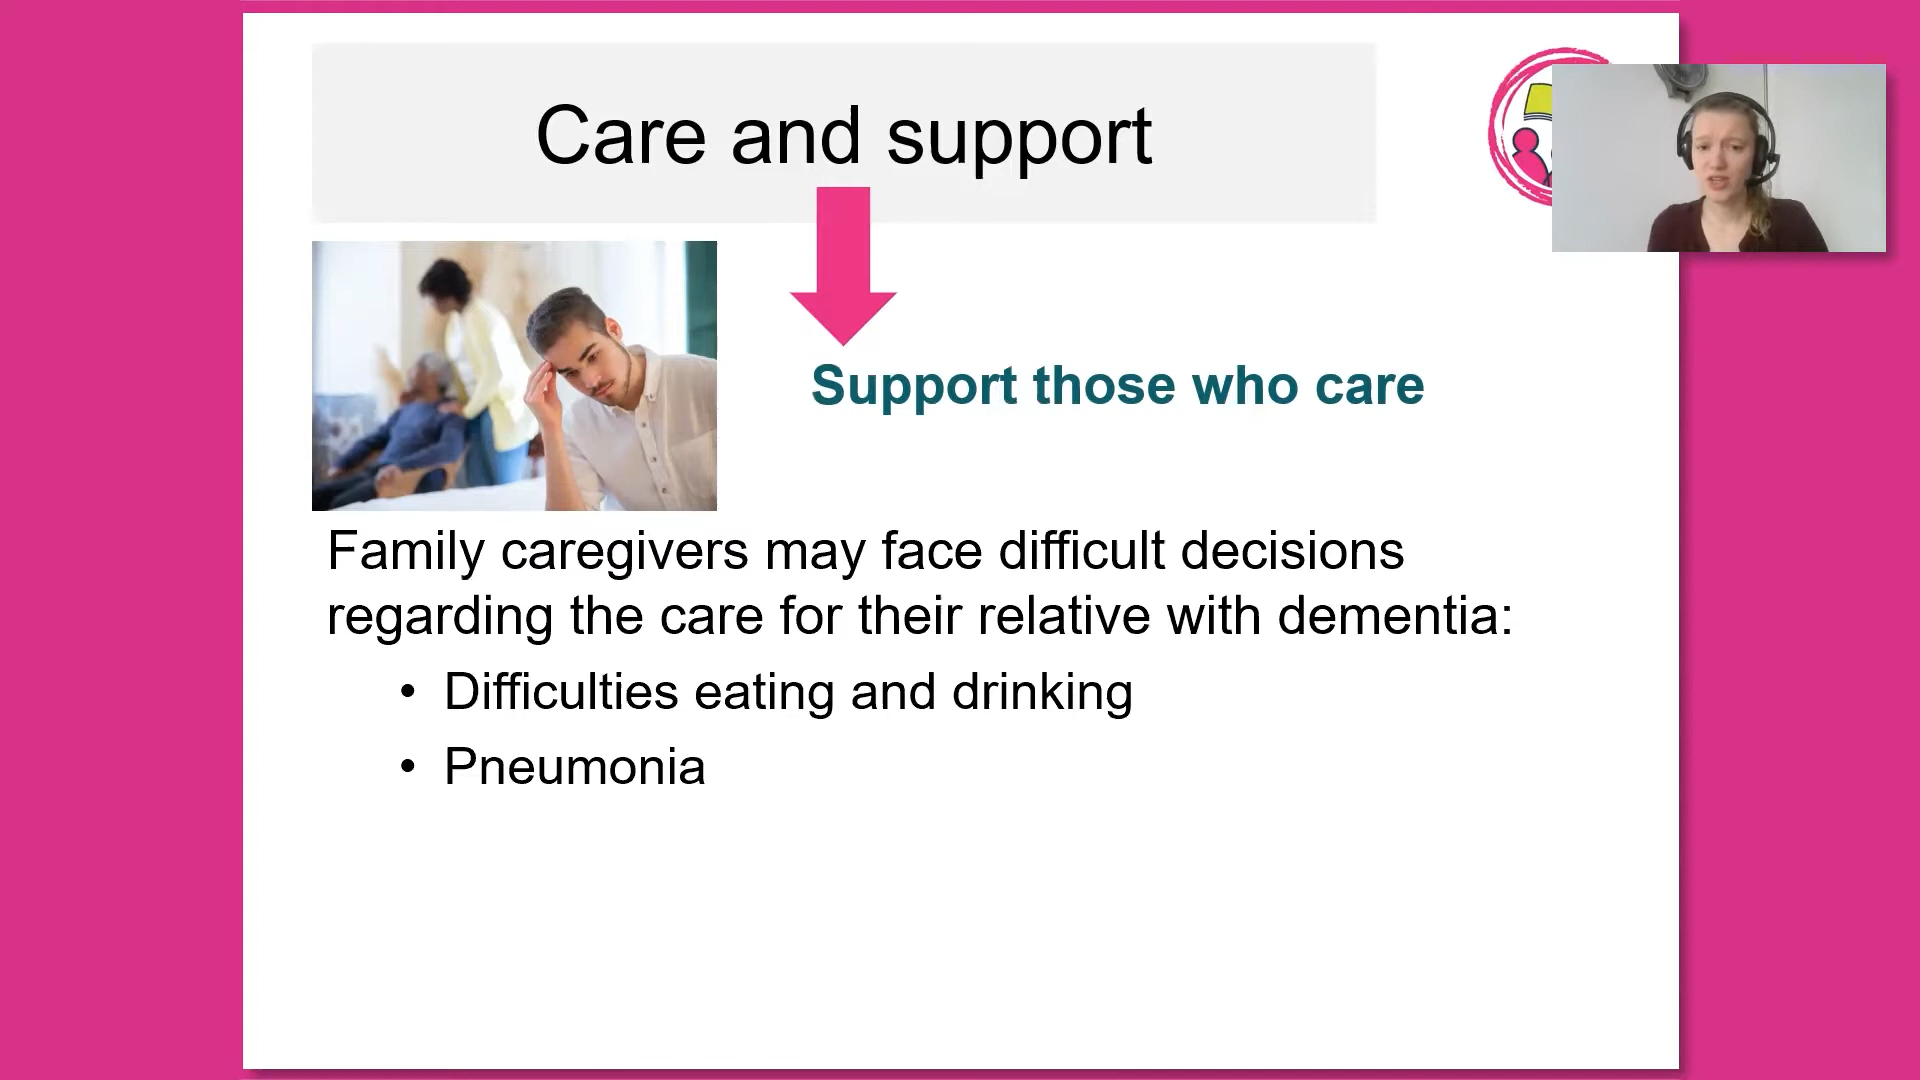 Care and support
Support those who care
Family caregivers may face difficult decisions
regarding the care for their relative with dementia:
• Difficulties eating and drinking
• Pneumonia